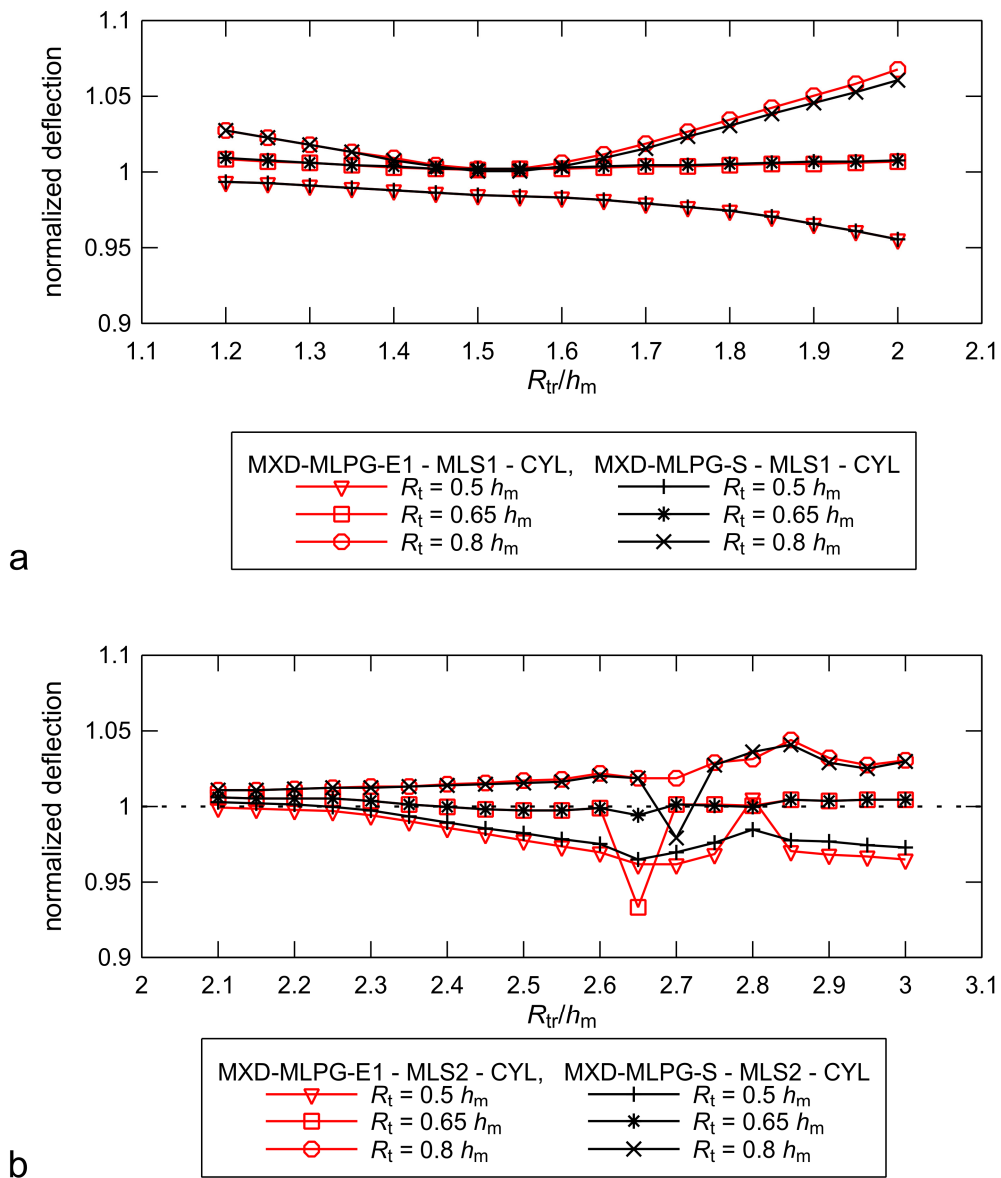 1.1
1.05
1
0.95
0.9
normalized deflection
1.1 1.2 1.3 1.4 1.5 1.6 1.7 1.8 1.9 2 2.1
Rtr/hm
MXD-MLPG-E1 - MLS1 - CYL, MXD-MLPG-S - MLS1 - CYL
Rt = 0.5 hm Rt = 0.5 hm
Rt = 0.65 hm Rt = 0.65 hm
Rt = 0.8 hm Rt = 0.8 hm
a
1.1
1.05
1
0.95
0.9
normalized deflection
2 2.1 2.2 2.3 2.4 2.5 2.6 2.7 2.8 2.9 3 3.1
Rtr/hm
MXD-MLPG-E1 - MLS2 - CYL, MXD-MLPG-S - MLS2 - CYL
Rt = 0.5 hm Rt = 0.5 hm
Rt = 0.65 hm Rt = 0.65 hm
Rt = 0.8 hm Rt = 0.8 hm
b